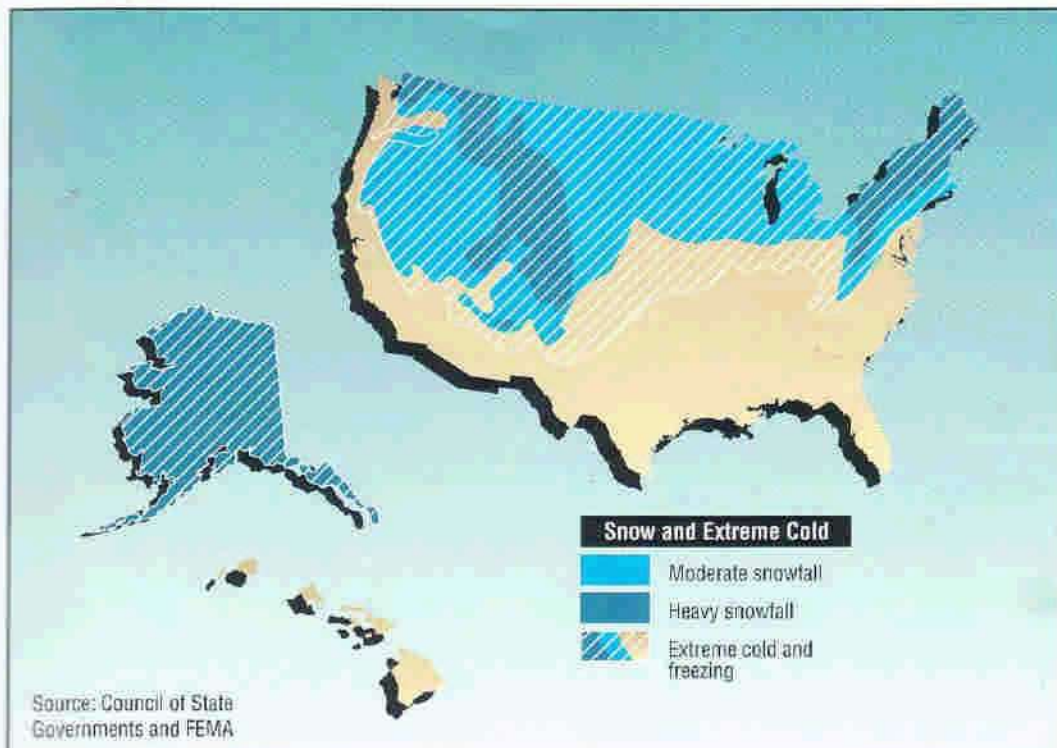 Snow and Extreme Cold
Moderate snowfall
Heavy snowfall
Extreme cold and
freezing
Source: Council of State
Governments and FEMA